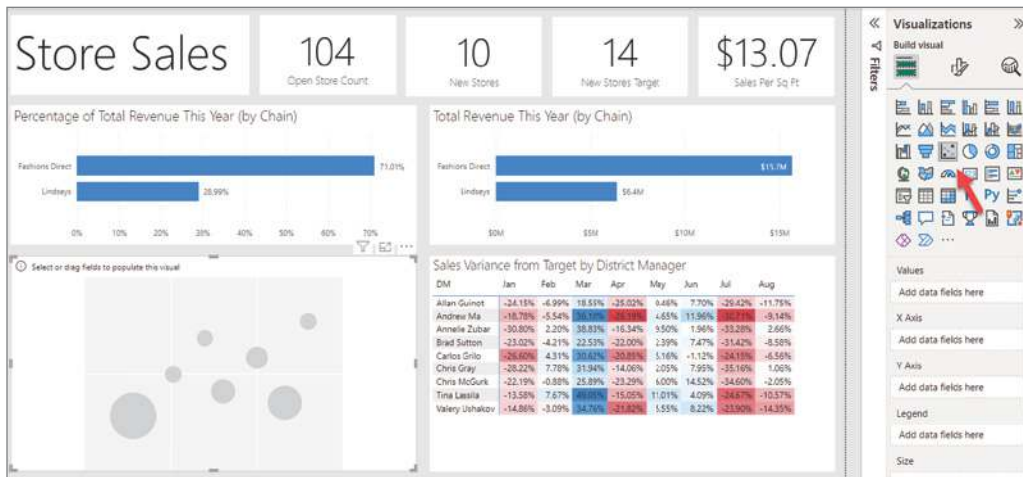 Store Sales
104
Open Store Count
10
New Stores
14
New Stores Target
$13.07
Sales Per Sq Ft
Percentage of Total Revenue This Year (by Chain)
Fashions Direct
71.01%
Lindseys
28.99%
0% 10% 20% 30% 40% 50% 60% 70%
Total Revenue This Year (by Chain)
Fashions Direct
$15.7M
Lindseys
$6.4M
$0M $5M $10M $15M
Select or drag fields to populate this visual
Sales Variance from Target by District Manager
DM Jan Feb Mar Apr May Jun Jul Aug
Allan Guinot -24.15% -6.99% 18.55% -25.02% 0.46% 7.70% -29.42% -11.75%
Andrew Ma -18.78% -5.54% 11.96% -9.14%
Annelie Zubar -30.80% 2.20% 38.83% -16.34% 9.50% 1.96% -33.28% 2.66%
Brad Sutton -23.02% -4.21% 22.53% -22.00% 2.39% 7.47% -31.42% -8.58%
Carlos Grilo -26.60% 4.31% 30.62% -20.85% 5.16% -1.12% -24.15% -6.56%
Chris Gray -28.22% 7.78% 31.94% -14.06% 2.05% 7.95% -35.16% 1.06%
Chris McGurk -22.19% -0.88% 25.89% -23.29% 6.00% 14.52% -34.60% -2.05%
Tina Lassila -13.58% 7.67% -15.05% 11.01% 4.09% -24.67% -10.57%
Valery Ushakov -14.86% -3.09% 34.76% -21.82% 5.55% 8.22% -23.90% -14.35%
Filters
Visualizations
Build visual
Py
Values
Add data fields here
X Axis
Add data fields here
Y Axis
Add data fields here
Legend
Add data fields here
Size